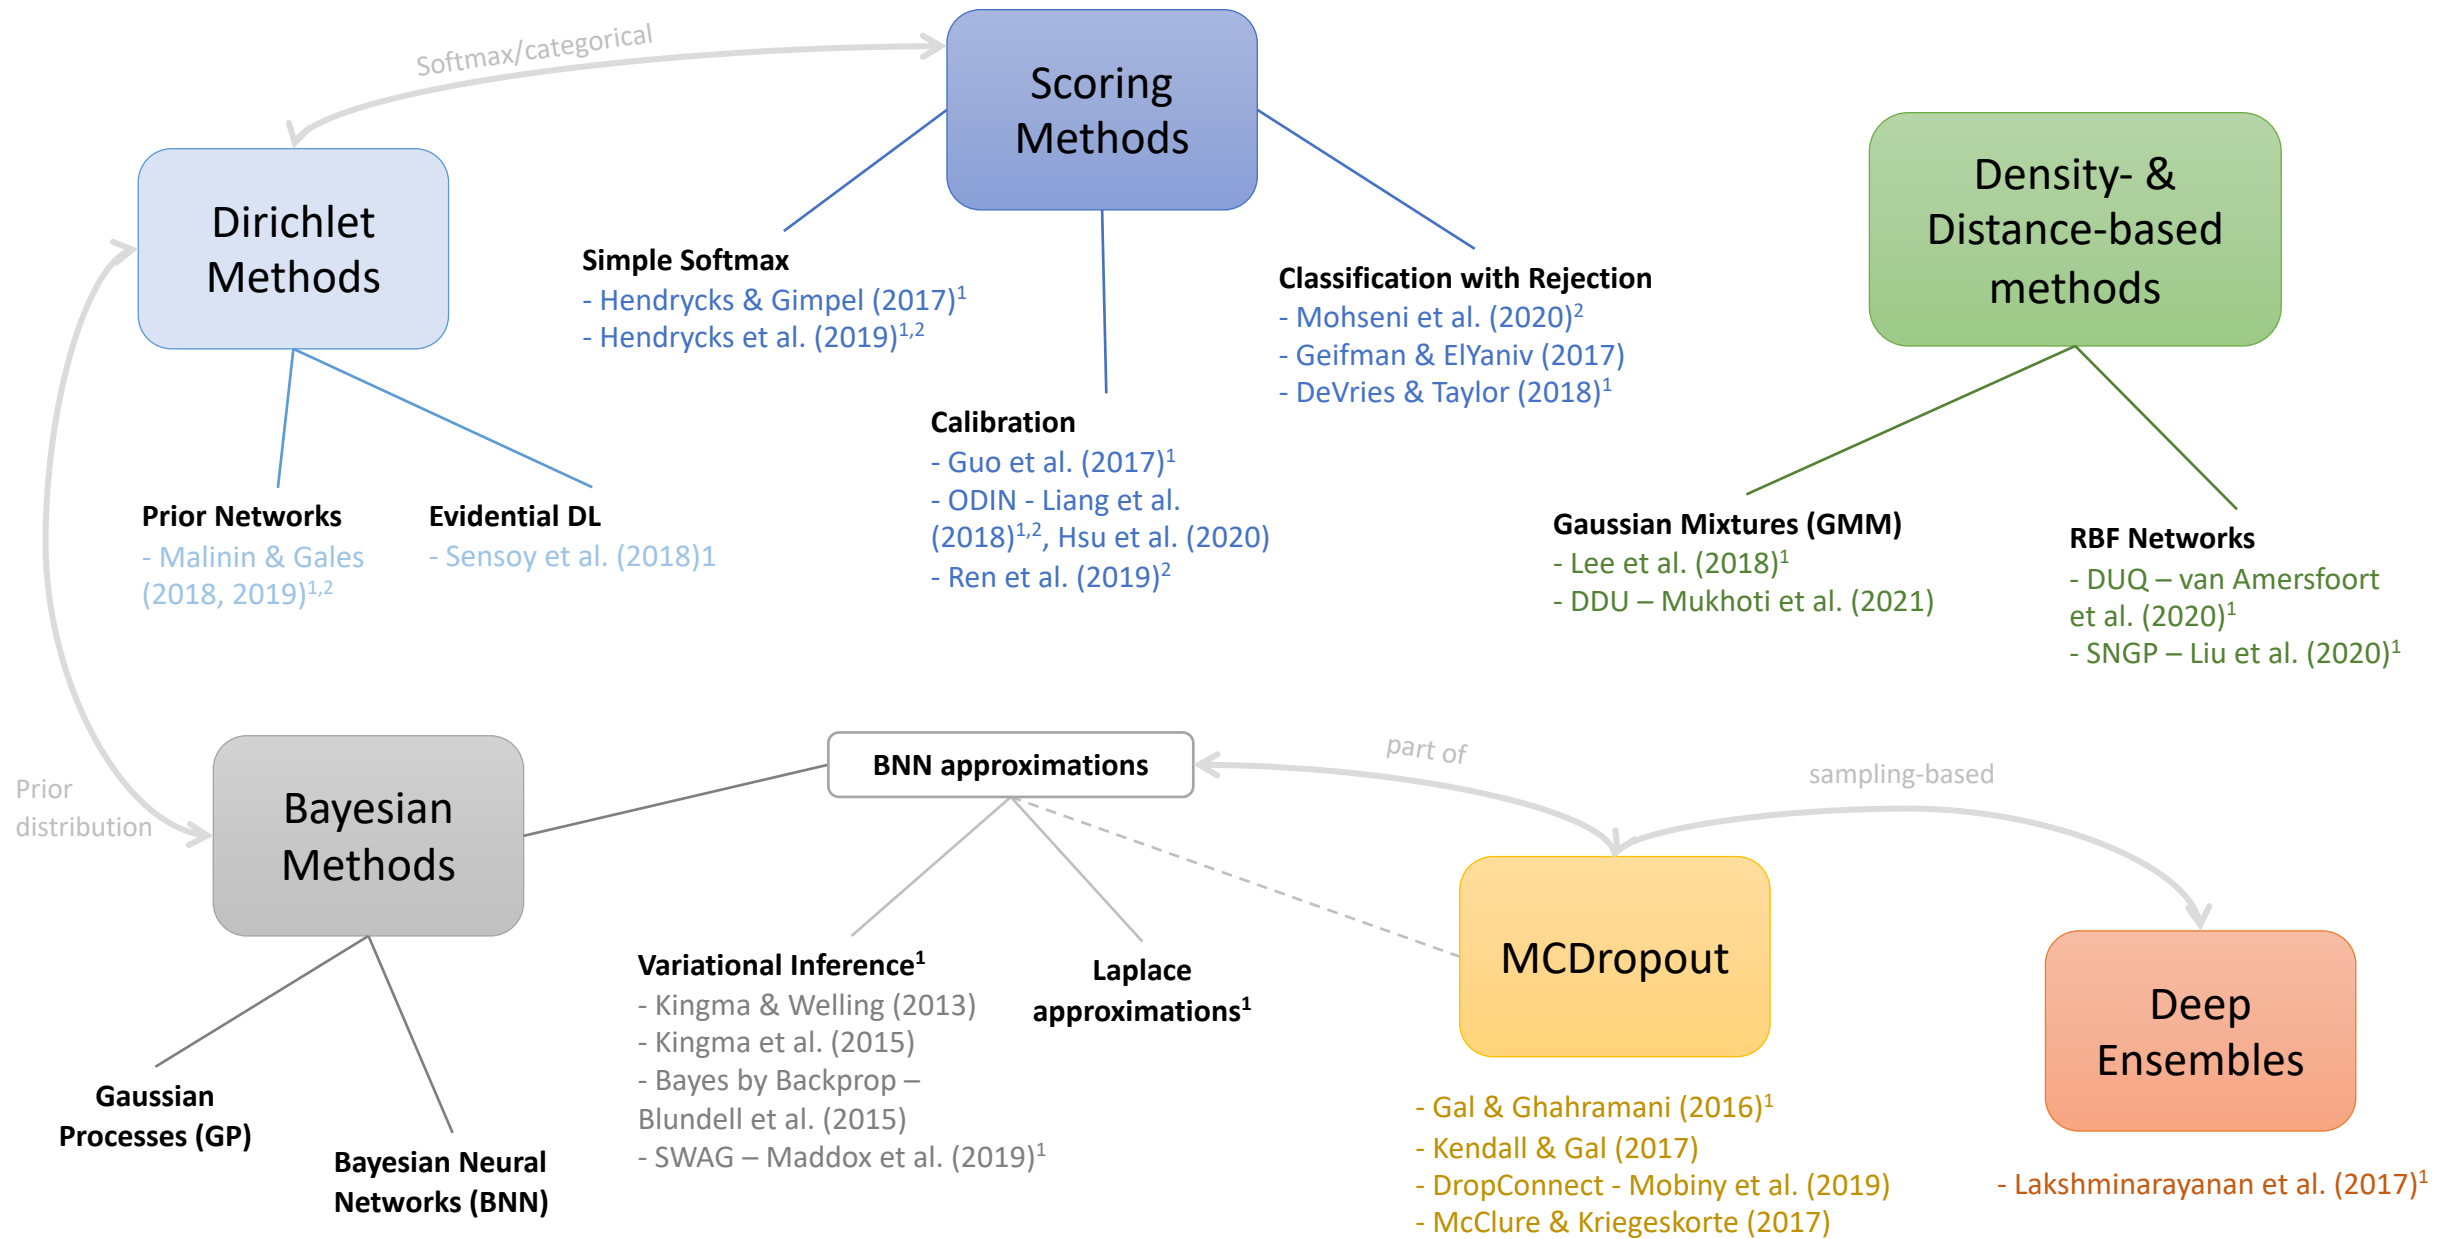 Softmax/categorical
Scoring
Methods
Dirichlet
Methods
Density- &
Distance-based
methods
Simple Softmax
- Hendrycks & Gimpel (2017)1
- Hendrycks et al. (2019)1,2
Classification with Rejection
- Mohseni et al. (2020)2
- Geifman & ElYaniv (2017)
- DeVries & Taylor (2018)1
Calibration
- Guo et al. (2017)1
- ODIN - Liang et al.
(2018)1,2, Hsu et al. (2020)
- Ren et al. (2019)2
Prior Networks
- Malinin & Gales
(2018, 2019)1,2
Evidential DL
- Sensoy et al. (2018)1
Gaussian Mixtures (GMM)
- Lee et al. (2018)1
- DDU – Mukhoti et al. (2021)
RBF Networks
- DUQ – van Amersfoort
et al. (2020)1
- SNGP – Liu et al. (2020)1
Prior
distribution
Bayesian
Methods
BNN approximations
part of
sampling-based
MCDropout
Deep
Ensembles
Variational Inference1
- Kingma & Welling (2013)
- Kingma et al. (2015)
- Bayes by Backprop –
Blundell et al. (2015)
- SWAG – Maddox et al. (2019)1
Laplace
approximations1
Gaussian
Processes (GP)
Bayesian Neural
Networks (BNN)
- Gal & Ghahramani (2016)1
- Kendall & Gal (2017)
- DropConnect - Mobiny et al. (2019)
- McClure & Kriegeskorte (2017)
- Lakshminarayanan et al. (2017)1